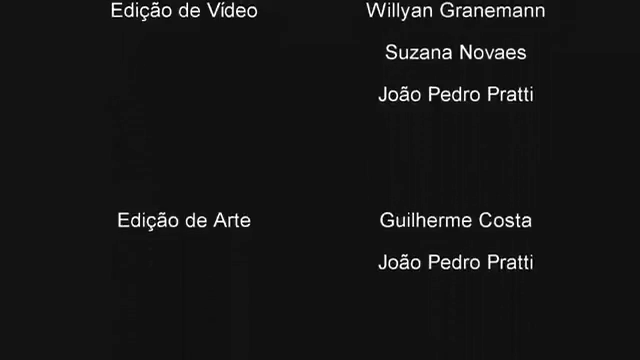 Edição de Vídeo Willyan Granemann
Suzana Novaes
João Pedro Pratti
Edição de Arte Guilherme Costa
João Pedro Pratti